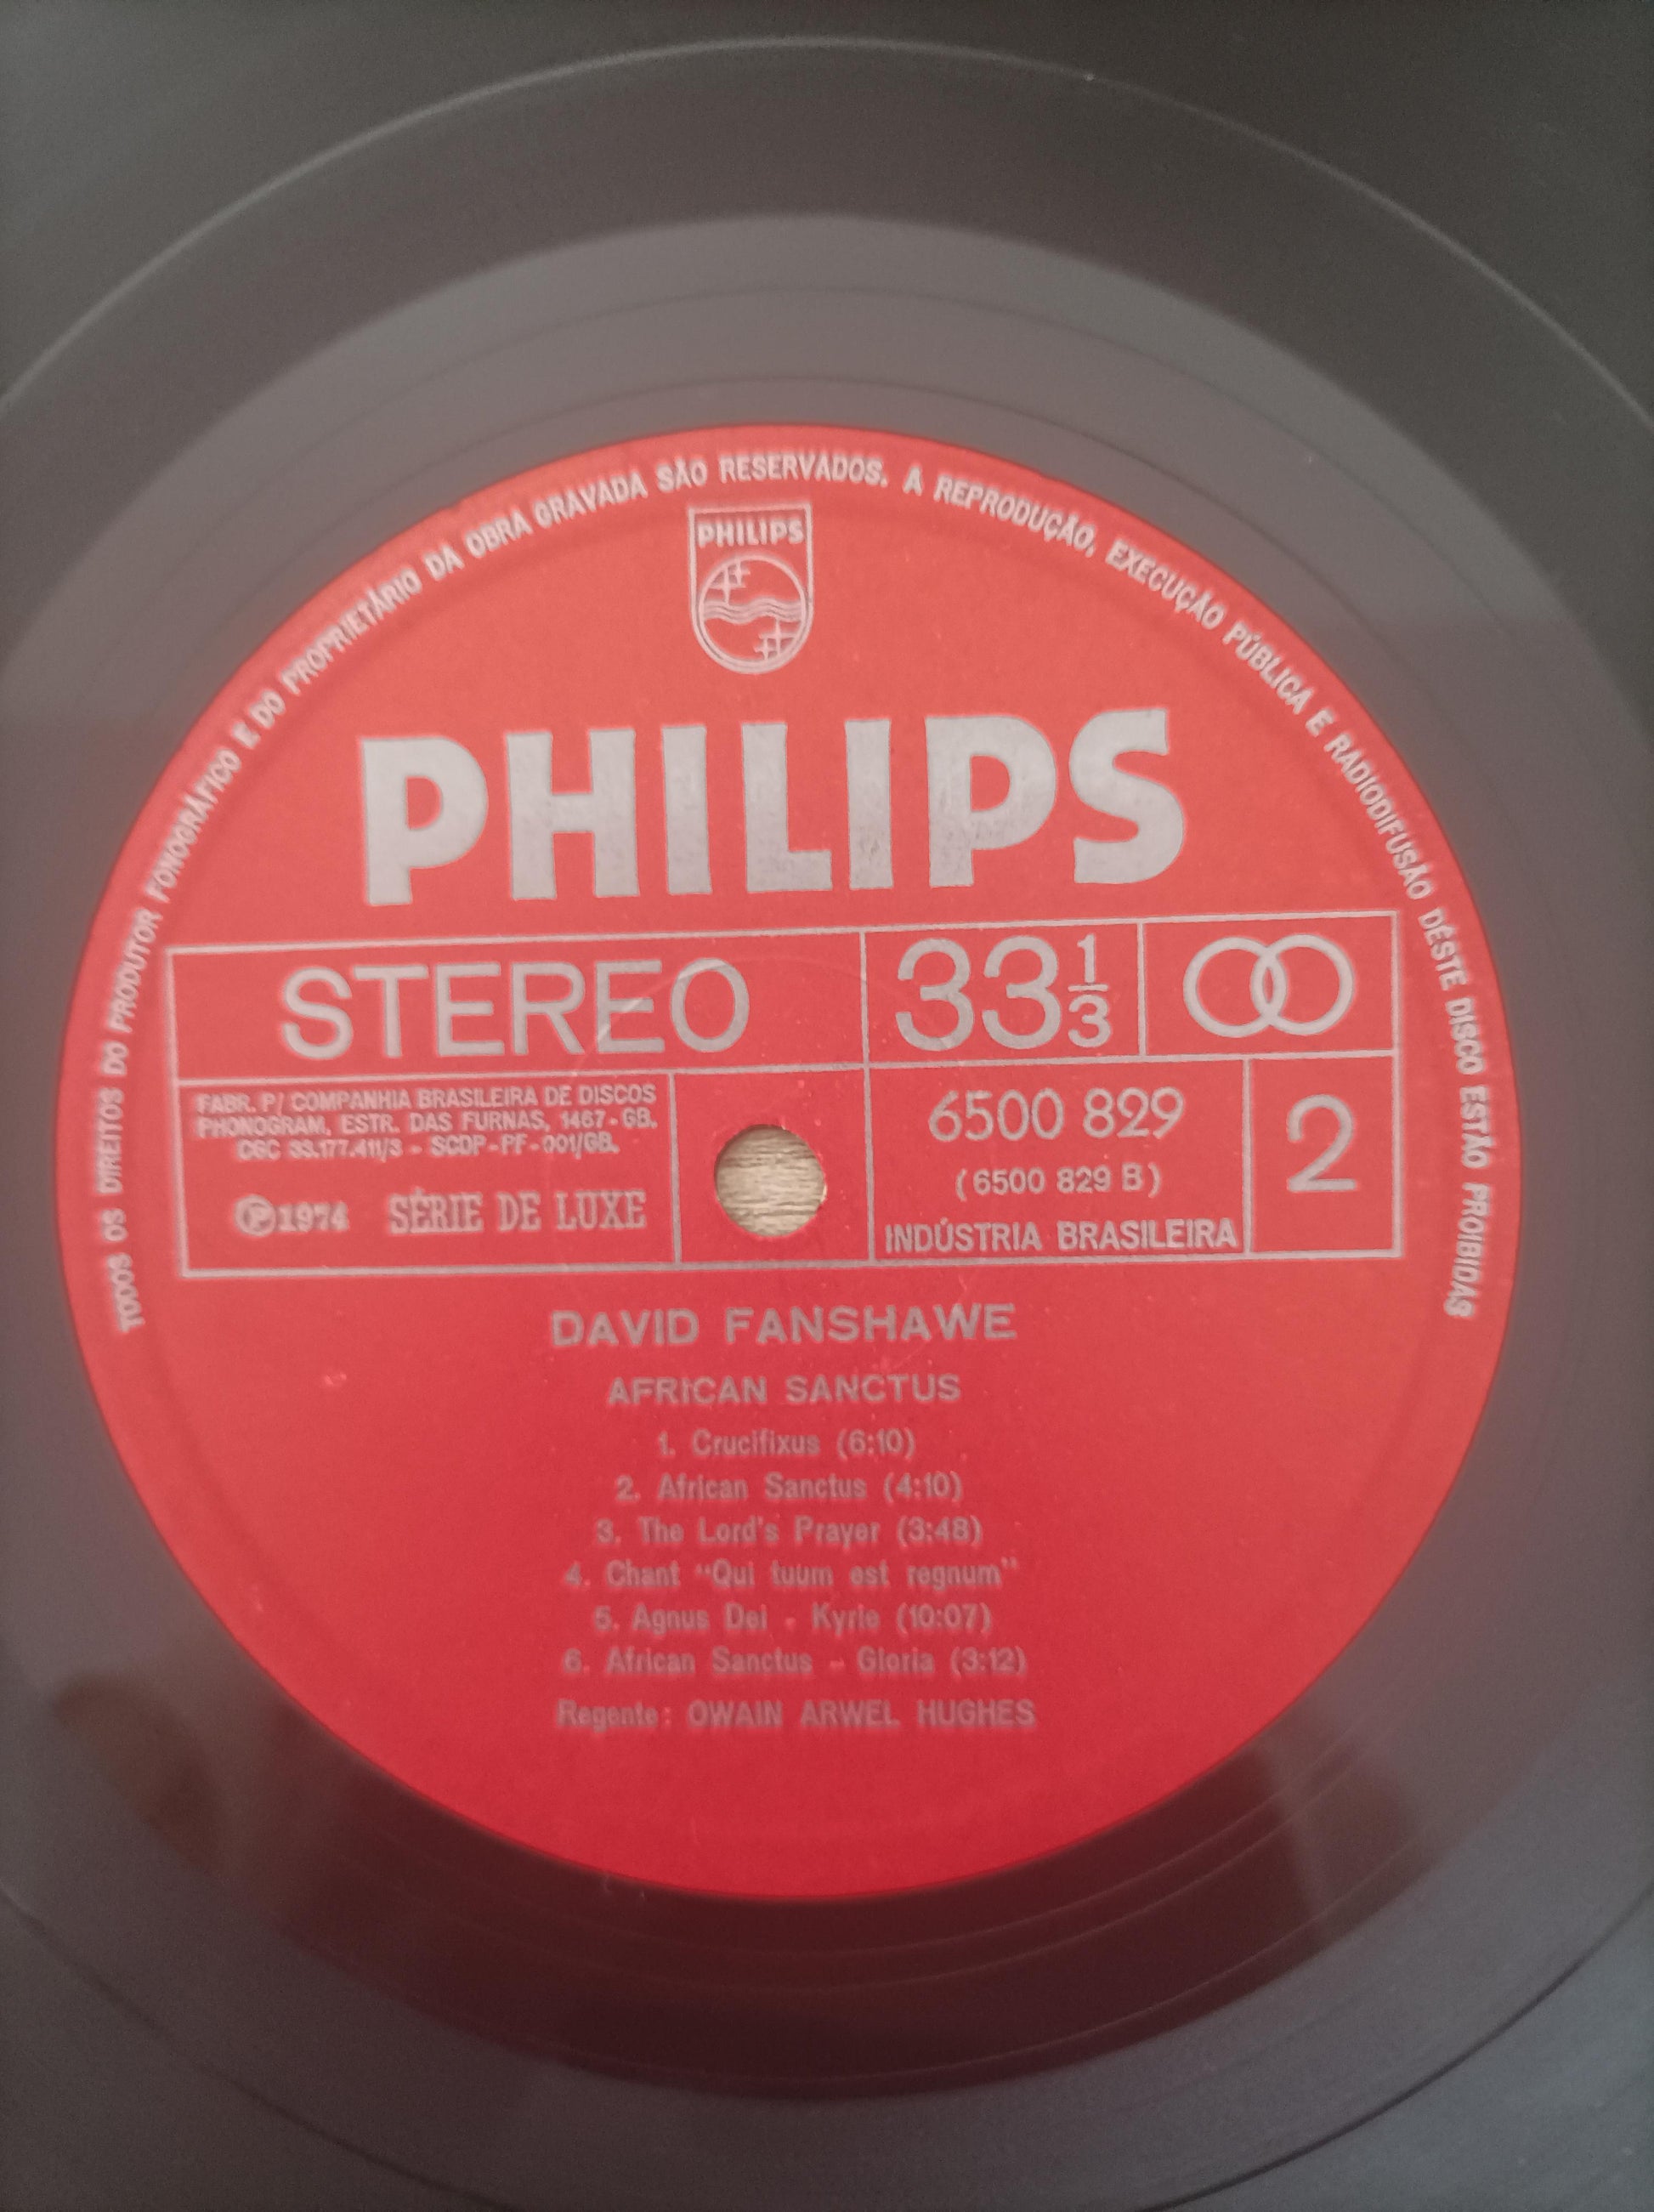 TODOS OS DIREITOS DO PRODUTOR FONOGRÁFICO E DO PROPRIETÁRIO DA OBRA GRAVADA SÃO RESERVADOS. A REPRODUÇÃO, EXECUÇÃO PÚBLICA E RADIODIFUSÃO DÊSTE DISCO ESTÃO PROIBIDAS
PHILIPS
PHILIPS
STEREO
33 1/3
FABR. P/ COMPANHIA BRASILEIRA DE DISCOS
PHONOGRAM, ESTR. DAS FURNAS, 1467-GB.
CGC 33.177.411/3 - SCDP-PF-001/GB.
℗1974 SÉRIE DE LUXE
6500 829
(6500 829 B)
INDÚSTRIA BRASILEIRA
2
DAVID FANSHAWE
AFRICAN SANCTUS
1. Crucifixus (6:10)
2. African Sanctus (4:10)
3. The Lord's Prayer (3:48)
4. Chant "Qui tuum est regnum"
5. Agnus Dei - Kyrie (10:07)
6. African Sanctus - Gloria (3:12)
Regente: OWAIN ARWEL HUGHES